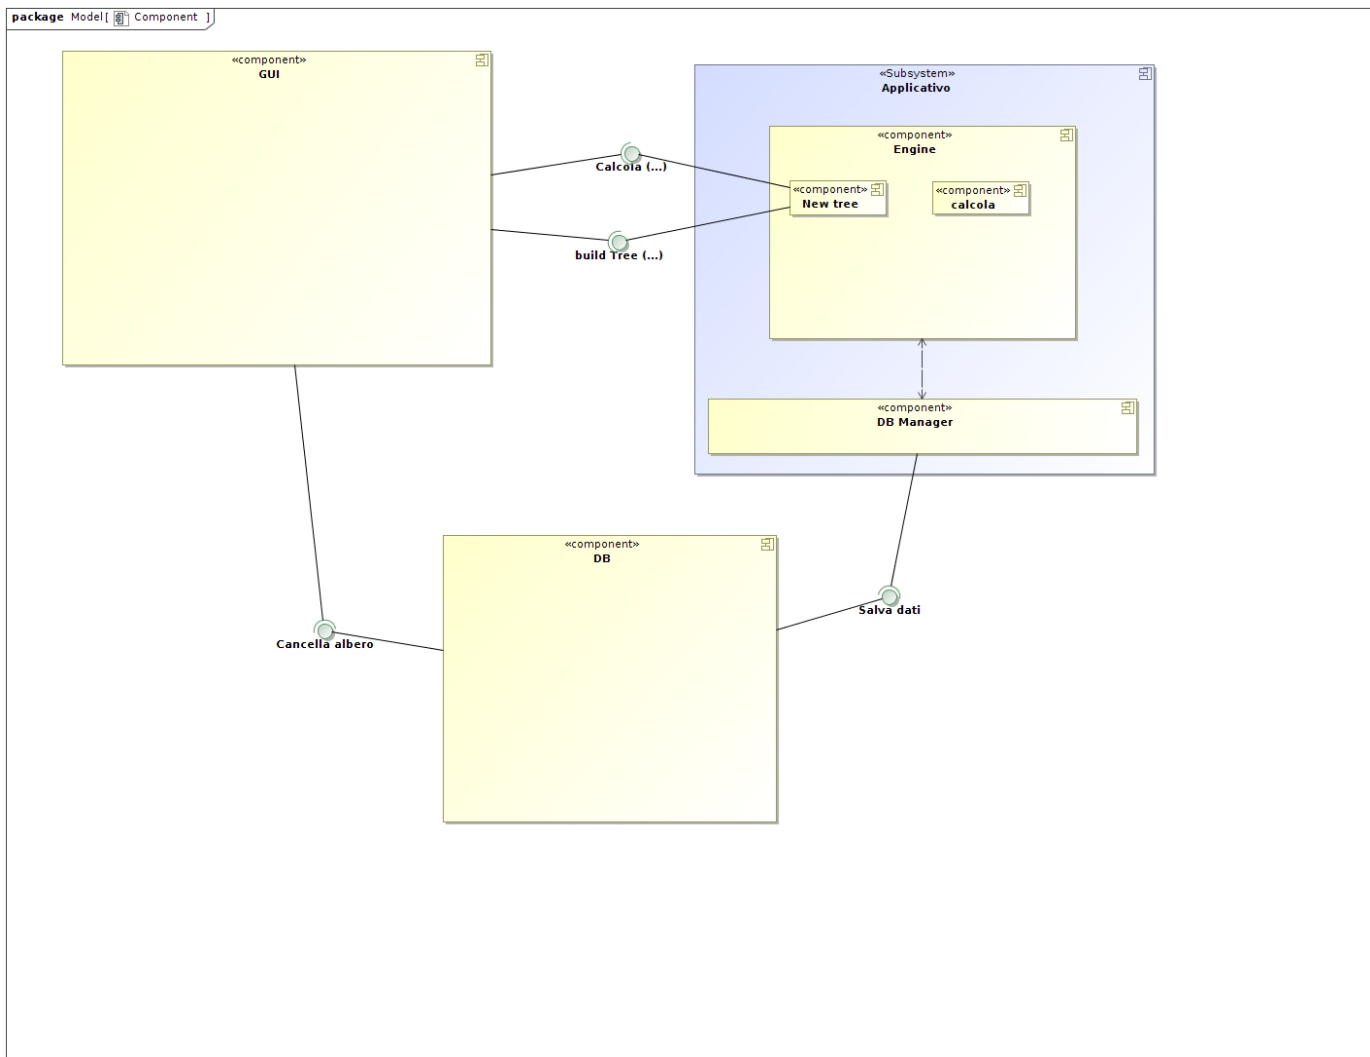 package Model[ Component ]
«component»
GUI
«Subsystem»
Applicativo
«component»
Engine
Calcola (...)
«component»
New tree
«component»
calcola
build Tree (...)
«component»
DB Manager
«component»
DB
Salva dati
Cancella albero